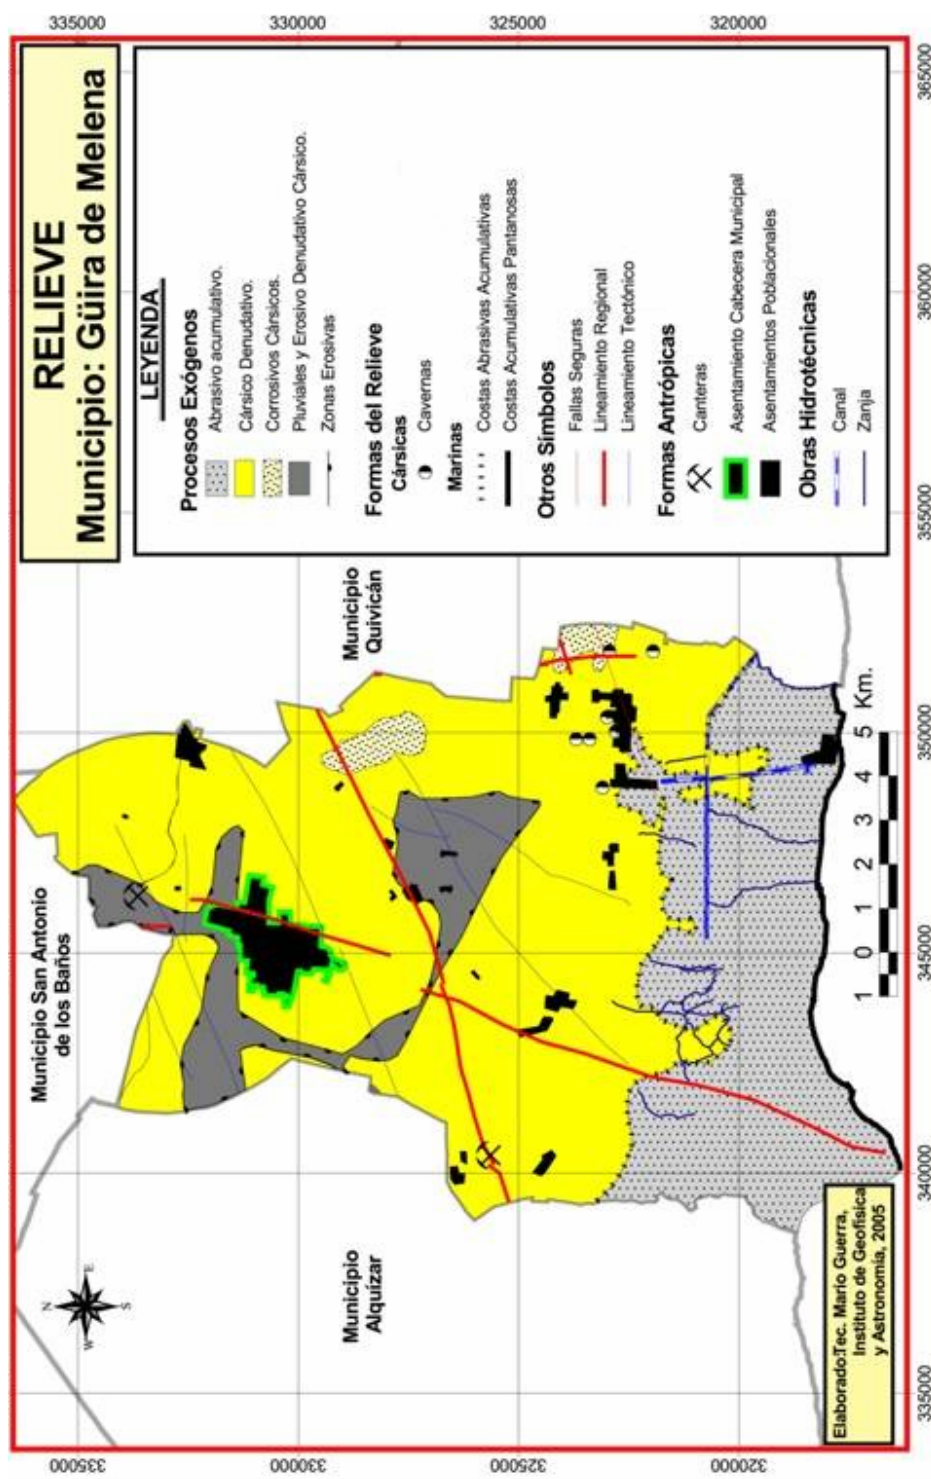 RELIEVE
Municipio: Güira de Melena
LEYENDA
Procesos Exógenos
Abrasivo acumulativo.
Cársico Denudativo.
Corrosivos Cársicos.
Pluviales y Erosivo Denudativo Cársico.
Zonas Erosivas
Formas del Relieve
Cársicas
Cavernas
Marinas
Costas Abrasivas Acumulativas
Costas Acumulativas Pantanosas
Otros Símbolos
Fallas Seguras
Lineamiento Regional
Lineamiento Tectónico
Formas Antrópicas
Canteras
Asentamiento Cabecera Municipal
Asentamientos Poblacionales
Obras Hidrotécnicas
Canal
Zanja
Municipio San Antonio
de los Baños
Municipio
Quivicán
Municipio
Alquízar
N
E
S
W
1 0 1 2 3 4 5 Km.
Elaborado:Tec. Mario Guerra,
Instituto de Geofísica
y Astronomía, 2005
335000
330000
325000
320000
335000
330000
325000
320000
335000
340000
345000
350000
355000
360000
365000